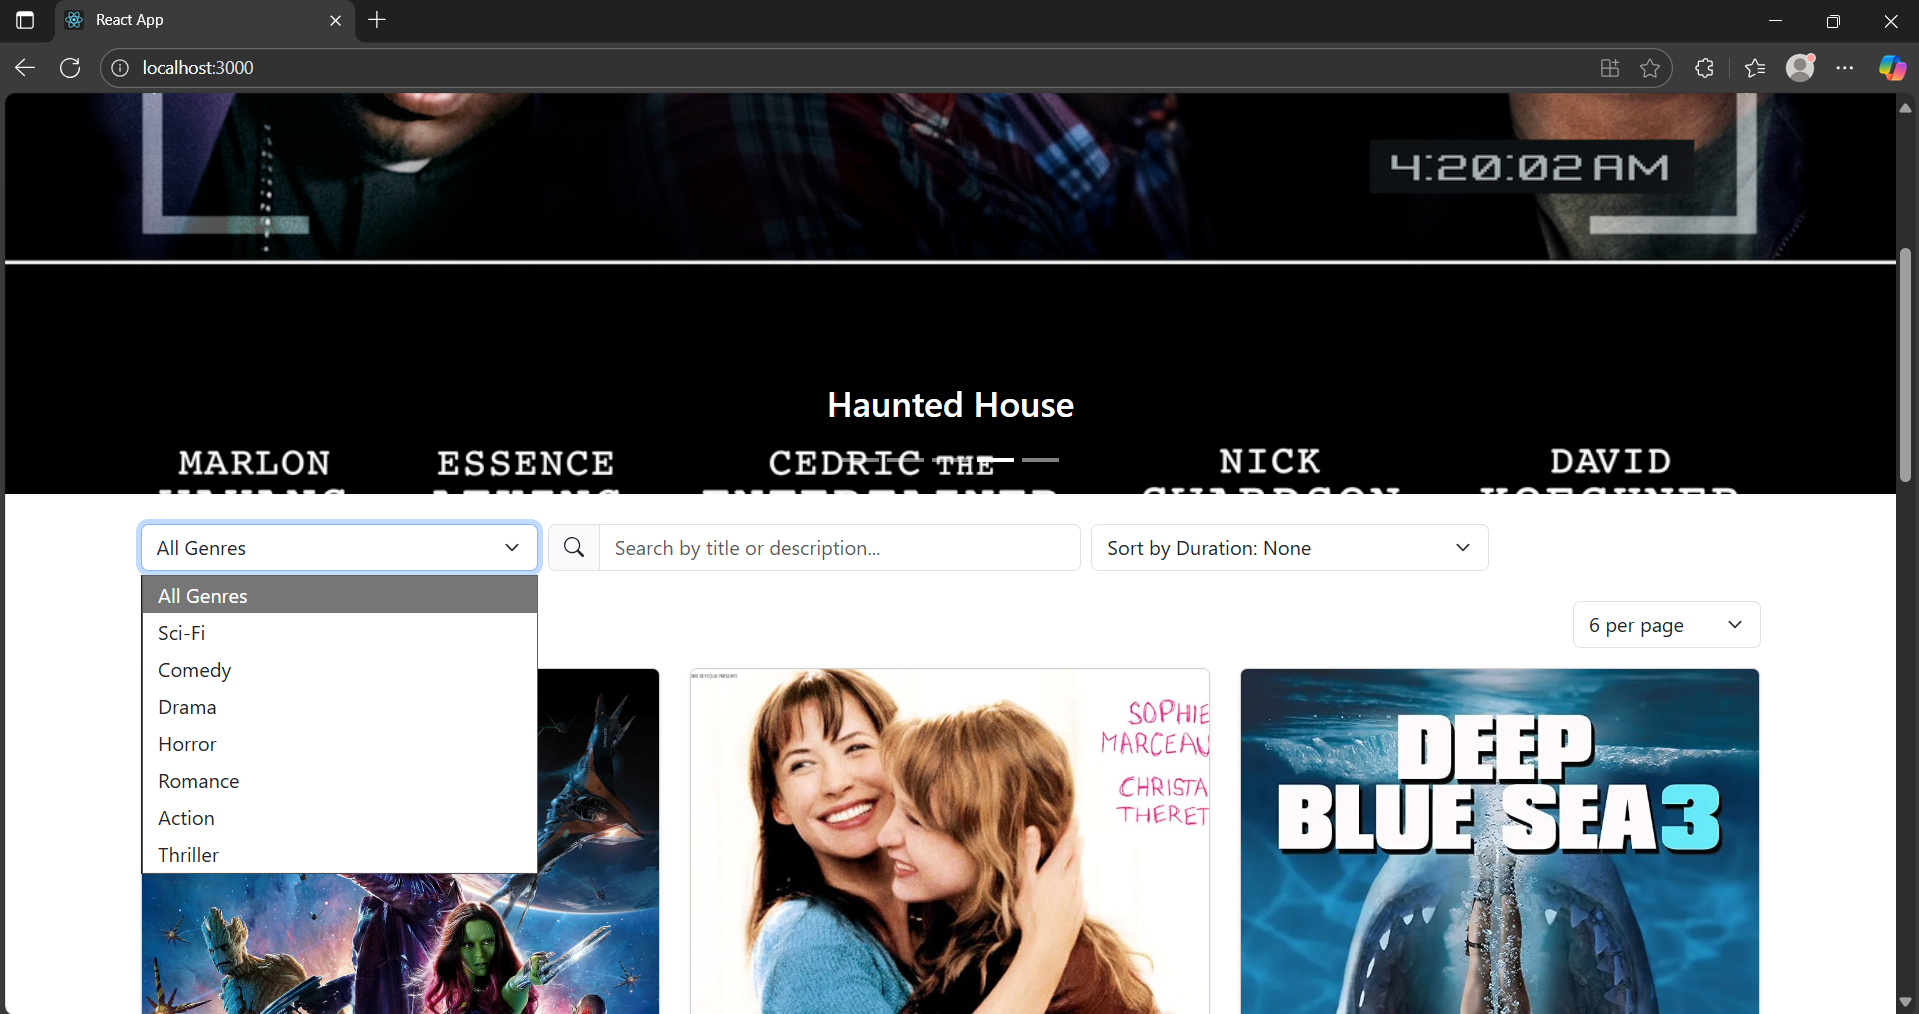 React App
localhost:3000
4:20:02 AM
Haunted House
MARLON ESSENCE CEDRIC THE NICK DAVID
All Genres
Search by title or description...
Sort by Duration: None
All Genres
Sci-Fi
Comedy
Drama
Horror
Romance
Action
Thriller
6 per page
SOPHIE
MARCEAU
CHRISTA
THERET
DEEP
BLUE SEA 3